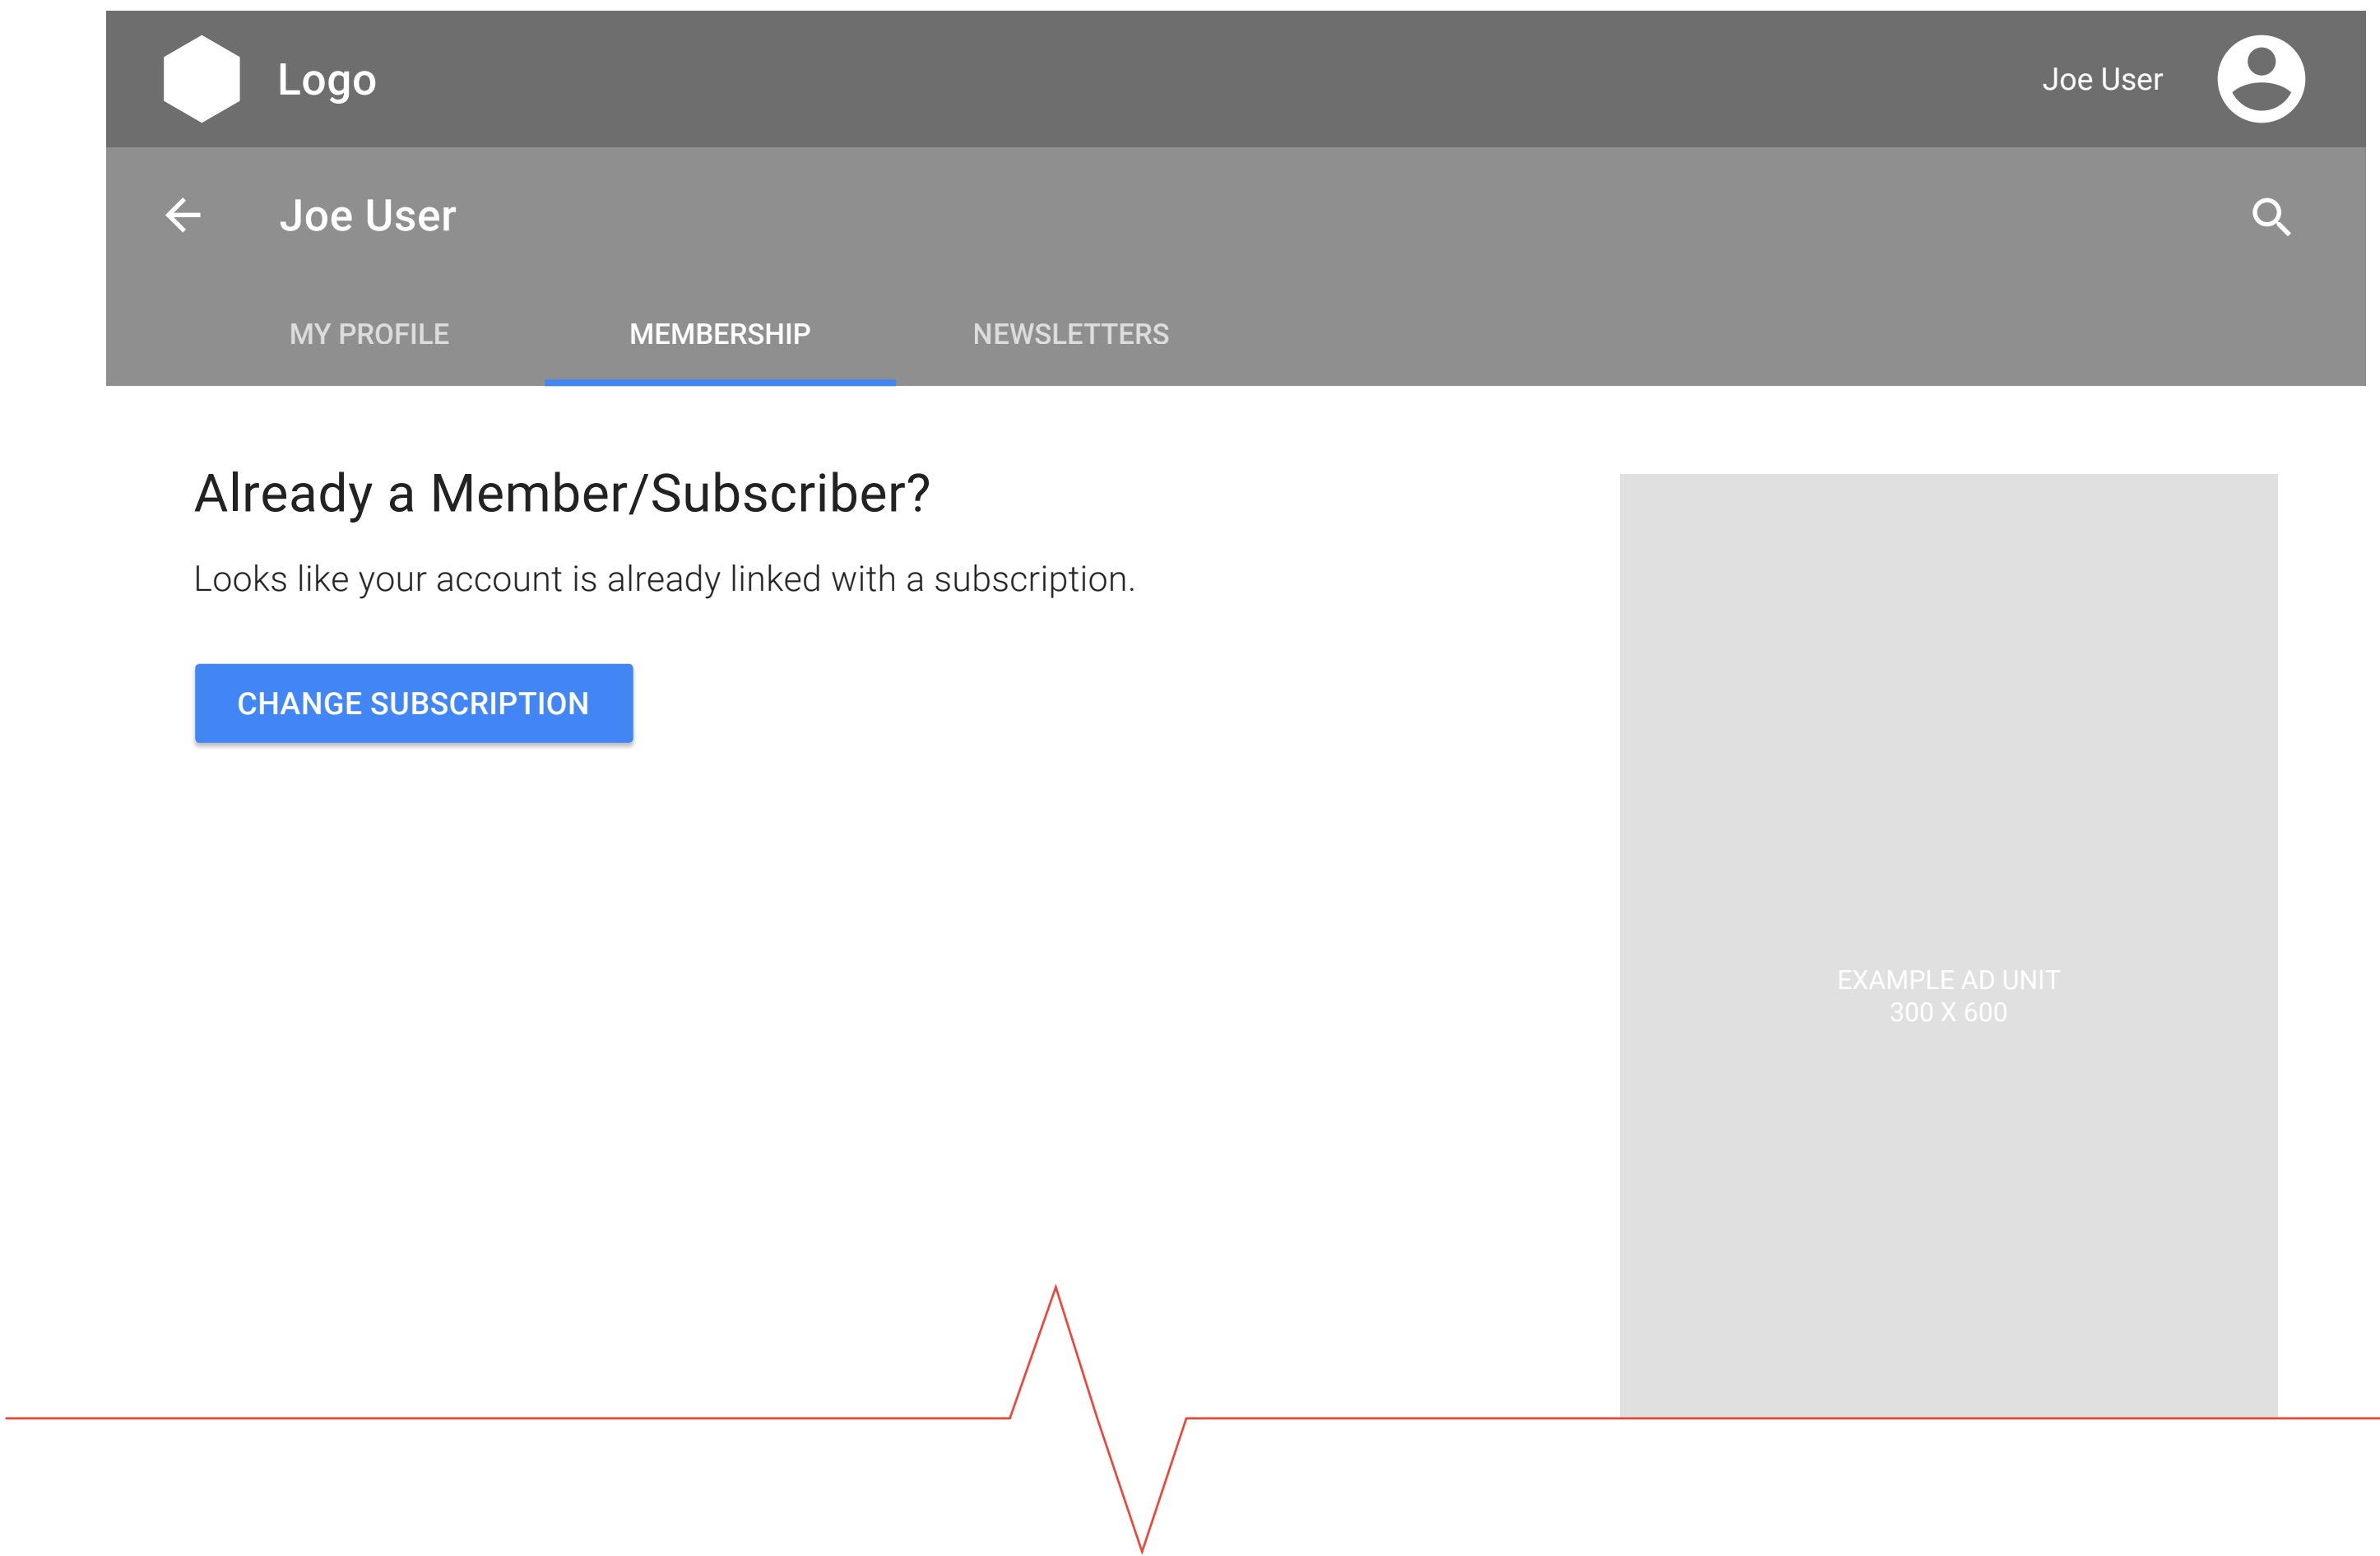 Logo
Joe User
Joe User
MY PROFILE
MEMBERSHIP
NEWSLETTERS
Already a Member/Subscriber?
Looks like your account is already linked with a subscription.
CHANGE SUBSCRIPTION
EXAMPLE AD UNIT
300 X 600